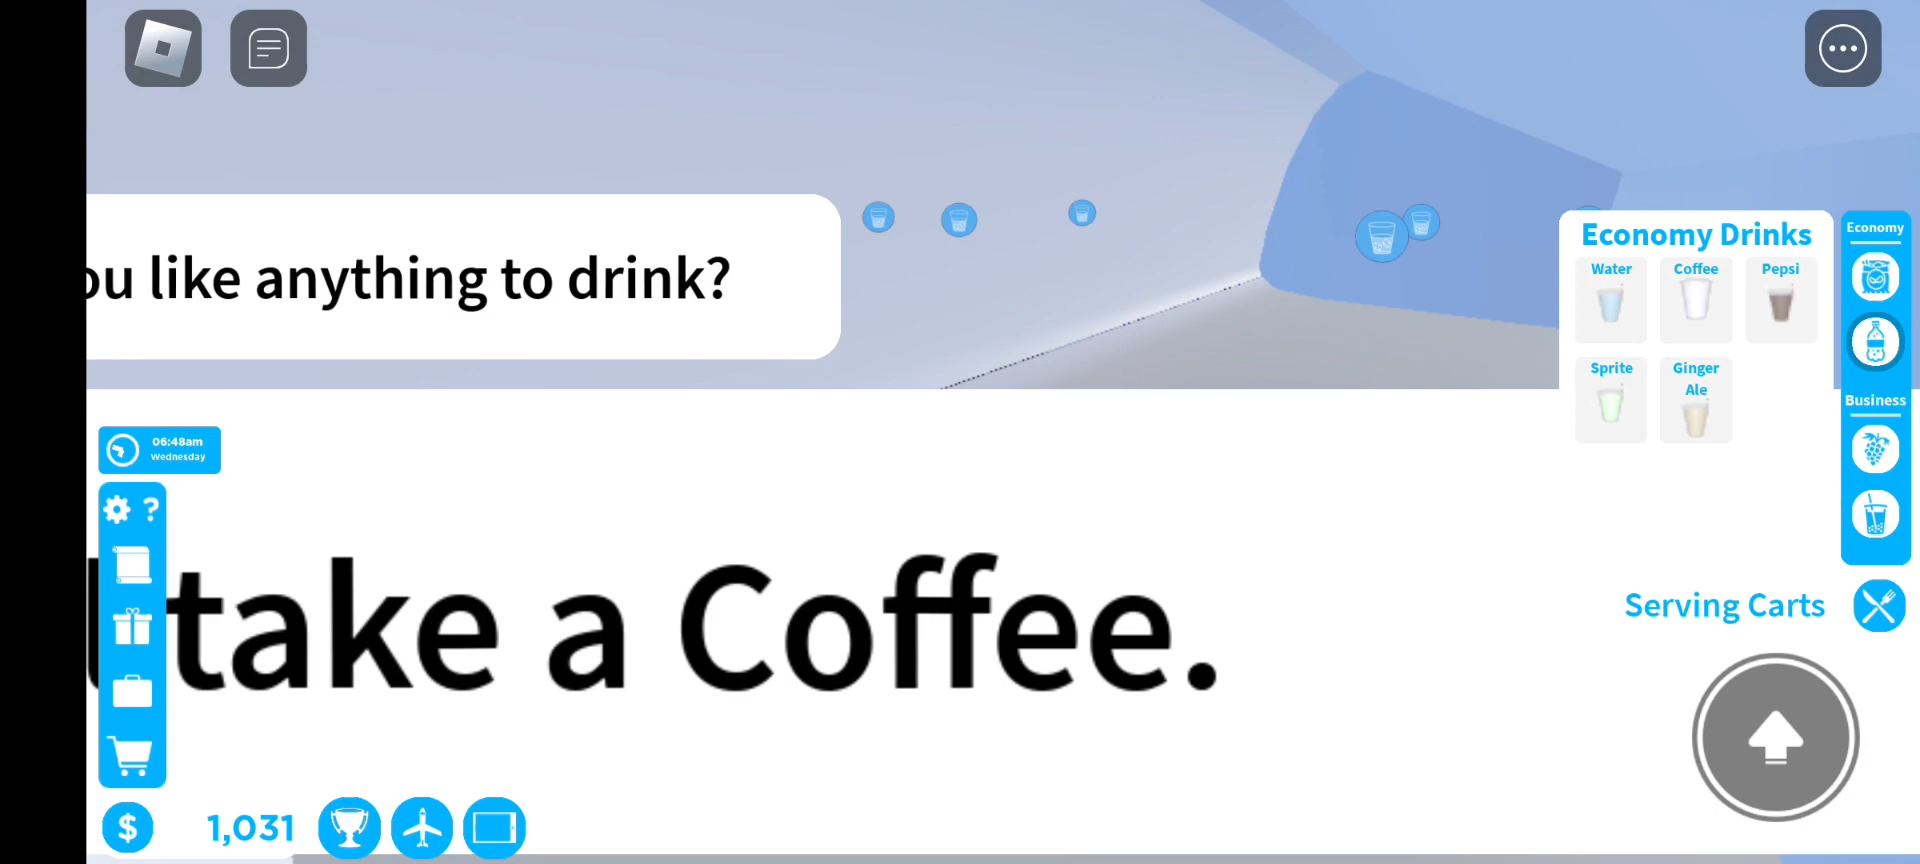 ou like anything to drink?
Economy Drinks
Water
Coffee
Pepsi
Sprite
Ginger
Ale
Economy
Business
06:48am
Wednesday
?
take a Coffee.
Serving Carts
$
1,031